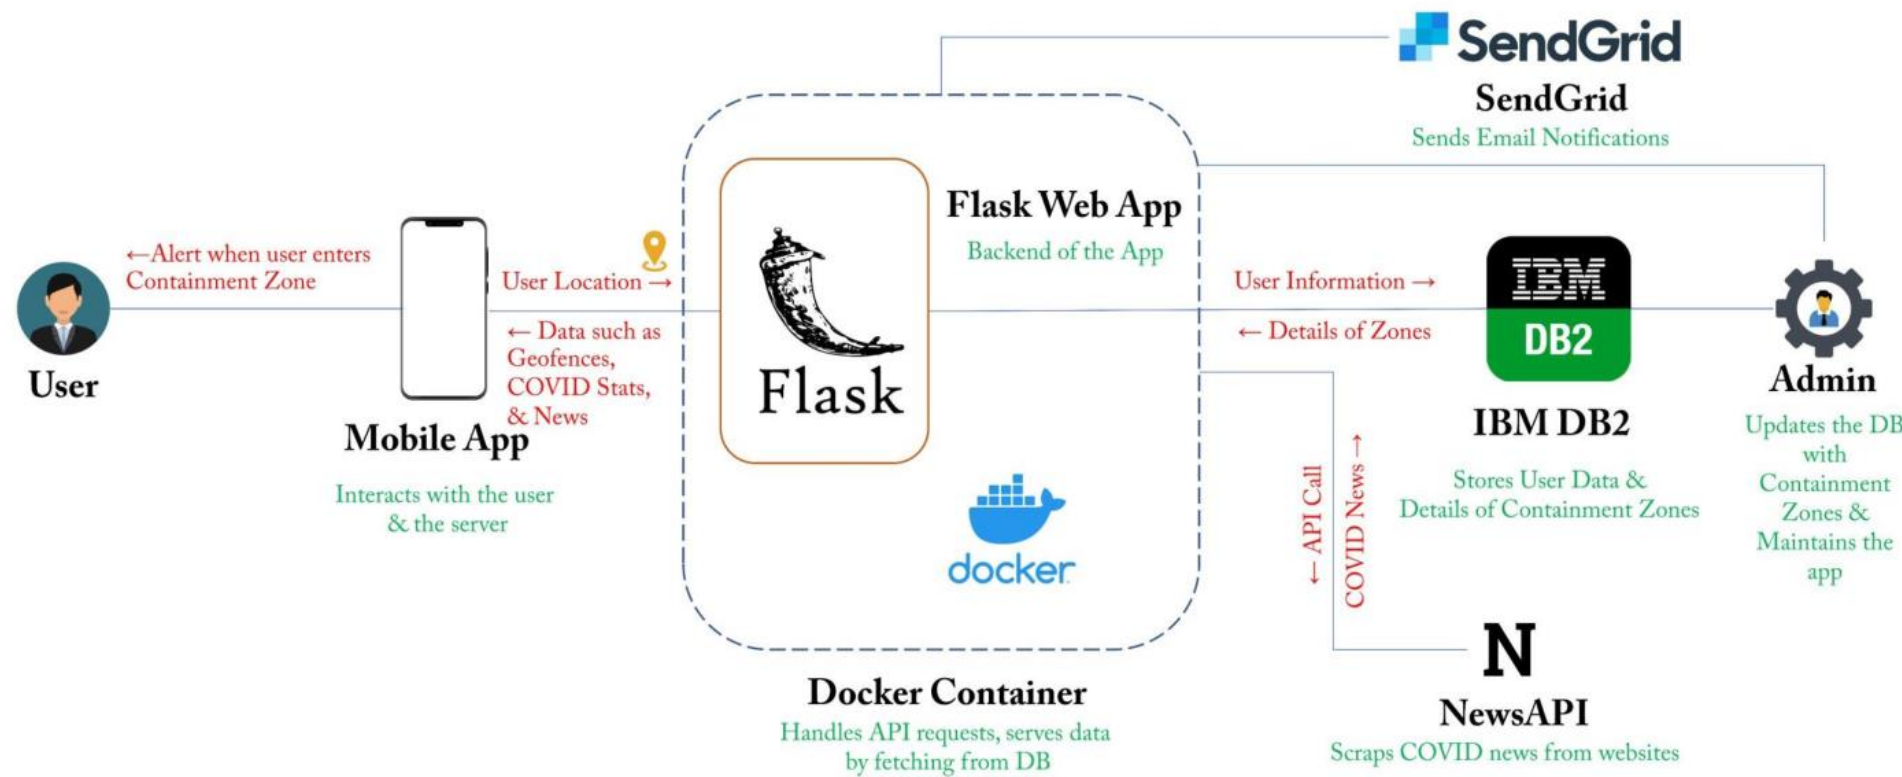 SendGrid
SendGrid
Sends Email Notifications
Flask Web App
Backend of the App
←Alert when user enters
Containment Zone
User Location →
← Data such as
Geofences,
COVID Stats,
& News
User
Mobile App
Interacts with the user
& the server
Flask
docker
Docker Container
Handles API requests, serves data
by fetching from DB
User Information →
← Details of Zones
IBM
DB2
IBM DB2
Stores User Data &
Details of Containment Zones
Admin
Updates the DB
with
Containment
Zones &
Maintains the
app
← API Call
COVID News →
N
NewsAPI
Scraps COVID news from websites